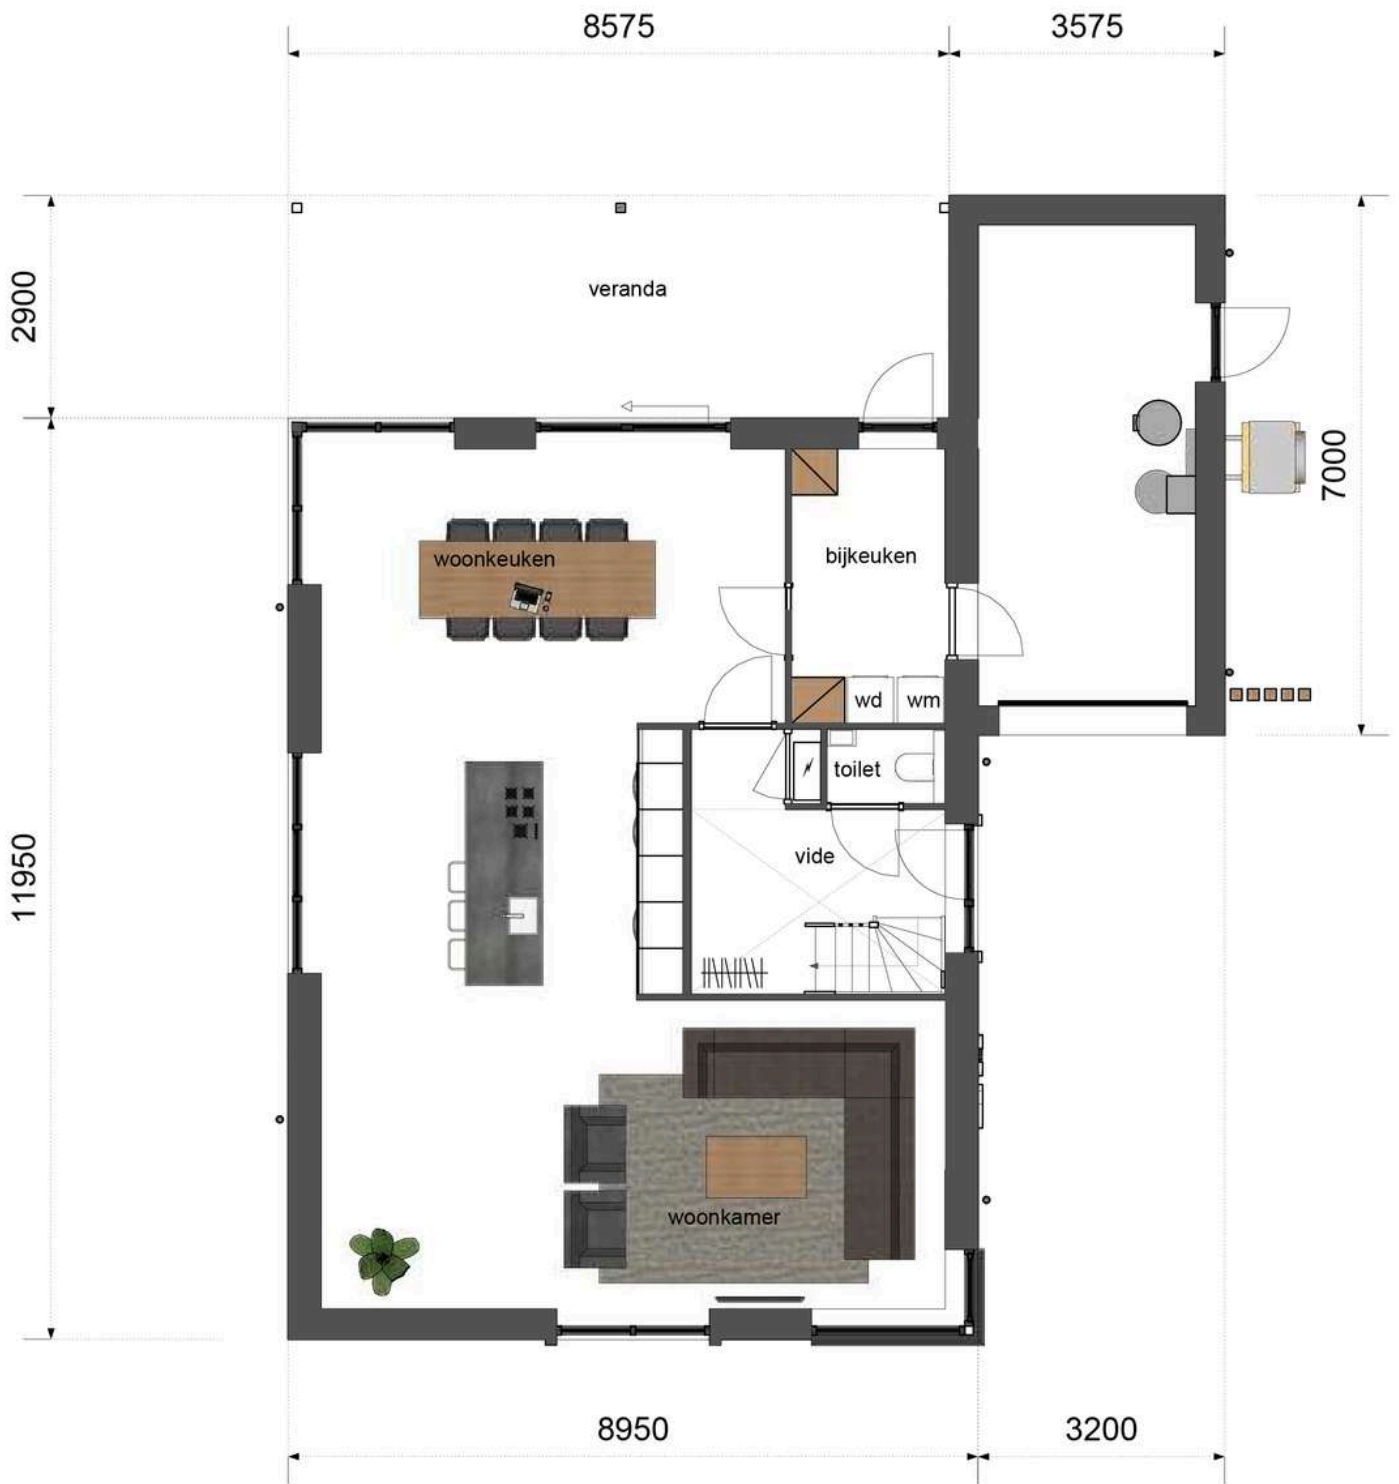 8575
3575
2900
veranda
7000
woonkeuken
bijkeuken
wd
wm
toilet
vide
11950
woonkamer
8950
3200